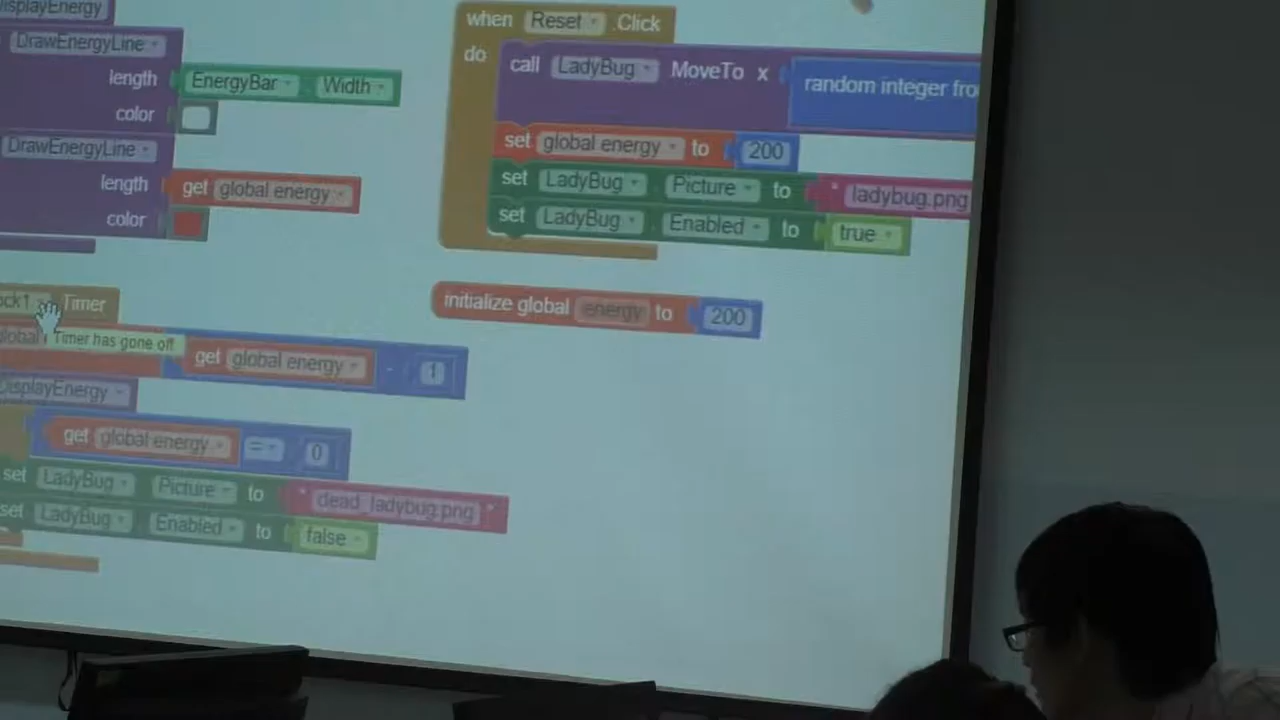 DisplayEnergy
DrawEnergyLine
length EnergyBar . Width
color
DrawEnergyLine
length get global energy
color
Timer
Timer has gone off
get global energy - 1
DisplayEnergy
get global energy = 0
set LadyBug . Picture to " dead_ladybug.png "
set LadyBug . Enabled to false
when Reset .Click
do call LadyBug .MoveTo x random integer
set global energy to 200
set LadyBug . Picture to " ladybug.png
set LadyBug . Enabled to true
initialize global energy to 200